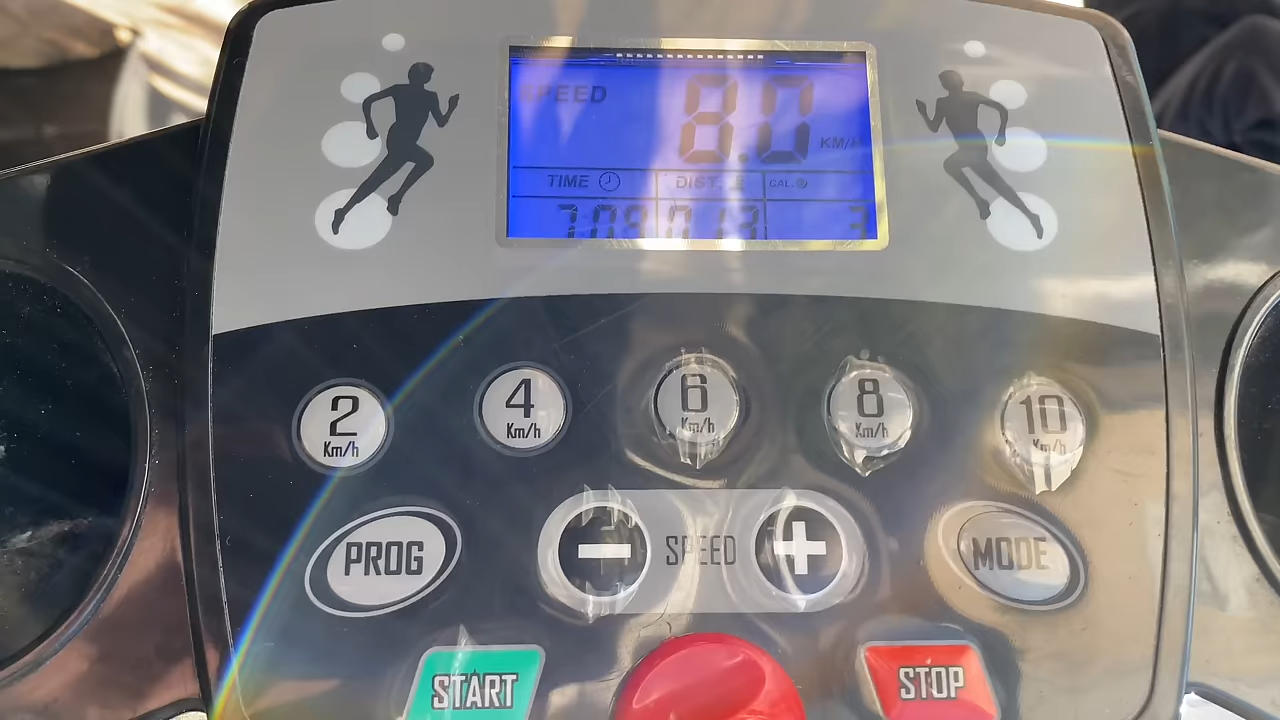 SPEED 8.0 KM/H
TIME DIST. CAL.
2 Km/h
4 Km/h
6 Km/h
8 Km/h
10 Km/h
PROG
SPEED
MODE
START
STOP